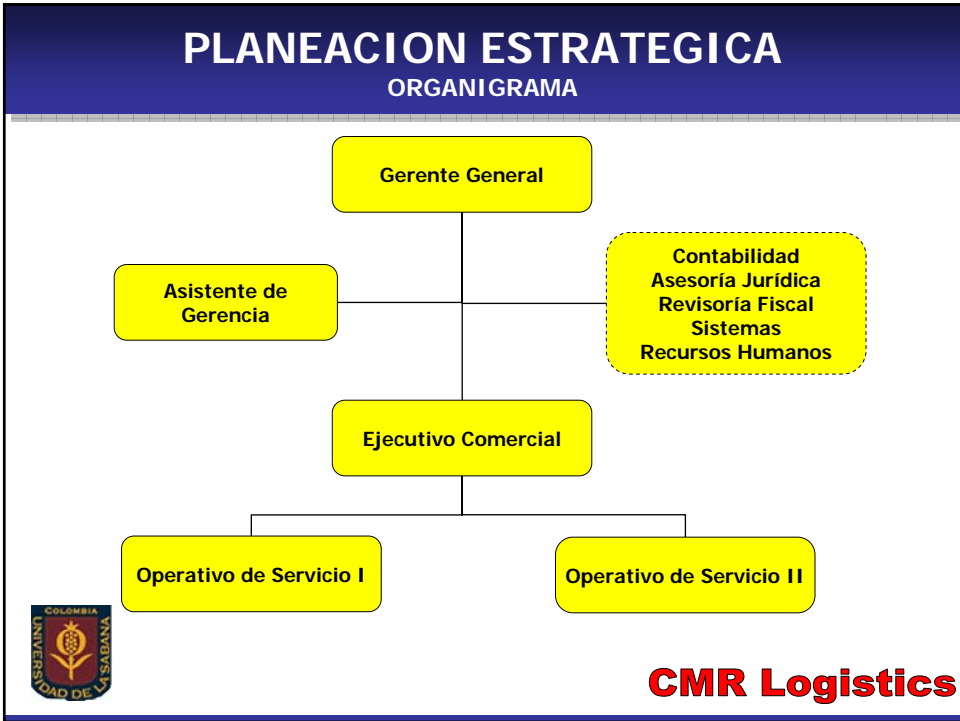 PLANEACION ESTRATEGICA
ORGANIGRAMA
Gerente General
Asistente de
Gerencia
Contabilidad
Asesoría Jurídica
Revisoría Fiscal
Sistemas
Recursos Humanos
Ejecutivo Comercial
Operativo de Servicio I
Operativo de Servicio II
COLOMBIA
UNIVERSIDAD DE LA SABANA
CMR Logistics